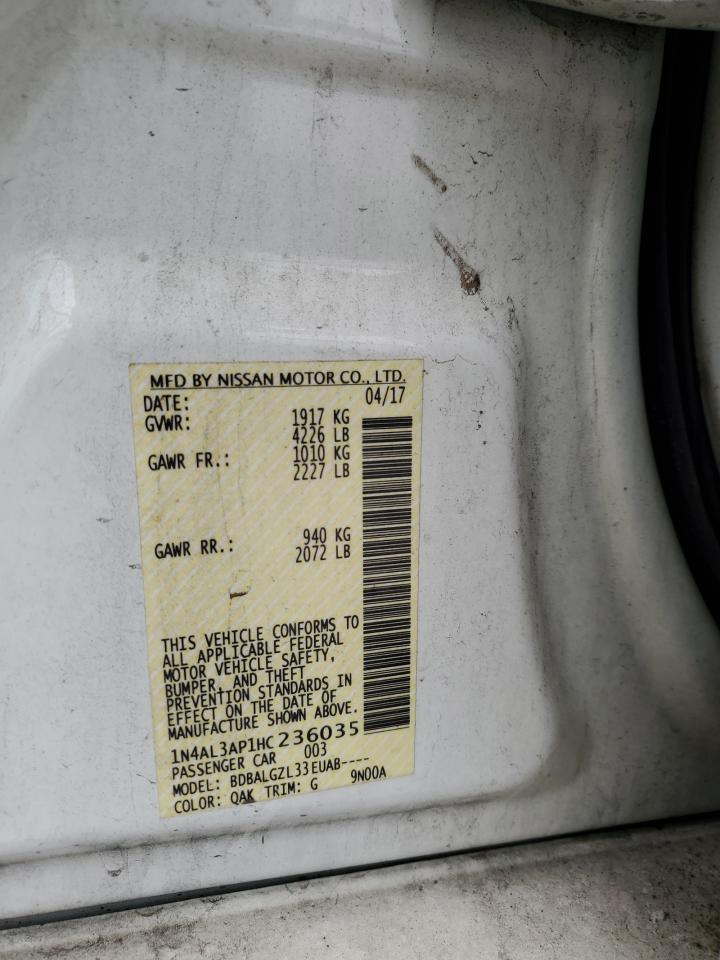 MFD BY NISSAN MOTOR CO., LTD.
DATE: 04/17
GVWR: 1917 KG
4226 LB
GAWR FR.: 1010 KG
2227 LB
GAWR RR.: 940 KG
2072 LB
THIS VEHICLE CONFORMS TO
ALL APPLICABLE FEDERAL
MOTOR VEHICLE SAFETY,
BUMPER, AND THEFT
PREVENTION STANDARDS IN
EFFECT ON THE DATE OF
MANUFACTURE SHOWN ABOVE.
1N4AL3AP1HC236035
PASSENGER CAR 003
MODEL: BDBALGZL33EUAB----
COLOR: QAK TRIM: G 9N00A